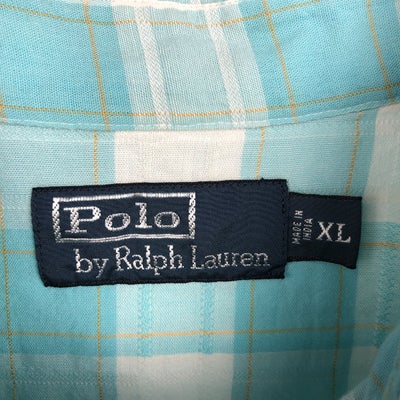 Polo
by Ralph Lauren
MADE IN
INDIA
XL